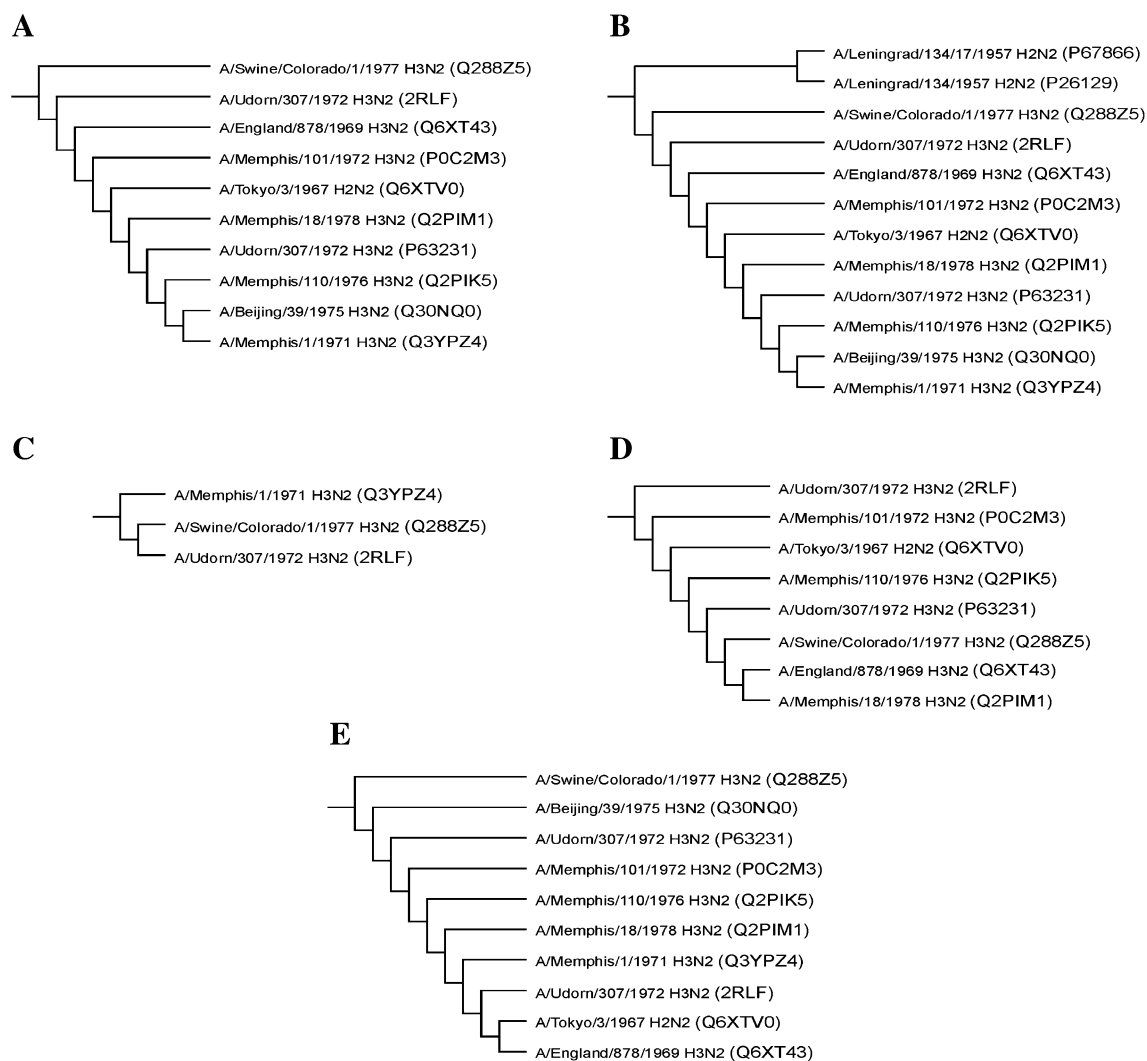 A
A/Swine/Colorado/1/1977 H3N2 (Q288Z5)
A/Udorn/307/1972 H3N2 (2RLF)
A/England/878/1969 H3N2 (Q6XT43)
A/Memphis/101/1972 H3N2 (P0C2M3)
A/Tokyo/3/1967 H2N2 (Q6XTV0)
A/Memphis/18/1978 H3N2 (Q2PIM1)
A/Udorn/307/1972 H3N2 (P63231)
A/Memphis/110/1976 H3N2 (Q2PIK5)
A/Beijing/39/1975 H3N2 (Q30NQ0)
A/Memphis/1/1971 H3N2 (Q3YPZ4)
B
A/Leningrad/134/17/1957 H2N2 (P67866)
A/Leningrad/134/1957 H2N2 (P26129)
A/Swine/Colorado/1/1977 H3N2 (Q288Z5)
A/Udorn/307/1972 H3N2 (2RLF)
A/England/878/1969 H3N2 (Q6XT43)
A/Memphis/101/1972 H3N2 (P0C2M3)
A/Tokyo/3/1967 H2N2 (Q6XTV0)
A/Memphis/18/1978 H3N2 (Q2PIM1)
A/Udorn/307/1972 H3N2 (P63231)
A/Memphis/110/1976 H3N2 (Q2PIK5)
A/Beijing/39/1975 H3N2 (Q30NQ0)
A/Memphis/1/1971 H3N2 (Q3YPZ4)
C
A/Memphis/1/1971 H3N2 (Q3YPZ4)
A/Swine/Colorado/1/1977 H3N2 (Q288Z5)
A/Udorn/307/1972 H3N2 (2RLF)
D
A/Udorn/307/1972 H3N2 (2RLF)
A/Memphis/101/1972 H3N2 (P0C2M3)
A/Tokyo/3/1967 H2N2 (Q6XTV0)
A/Memphis/110/1976 H3N2 (Q2PIK5)
A/Udorn/307/1972 H3N2 (P63231)
A/Swine/Colorado/1/1977 H3N2 (Q288Z5)
A/England/878/1969 H3N2 (Q6XT43)
A/Memphis/18/1978 H3N2 (Q2PIM1)
E
A/Swine/Colorado/1/1977 H3N2 (Q288Z5)
A/Beijing/39/1975 H3N2 (Q30NQ0)
A/Udorn/307/1972 H3N2 (P63231)
A/Memphis/101/1972 H3N2 (P0C2M3)
A/Memphis/110/1976 H3N2 (Q2PIK5)
A/Memphis/18/1978 H3N2 (Q2PIM1)
A/Memphis/1/1971 H3N2 (Q3YPZ4)
A/Udorn/307/1972 H3N2 (2RLF)
A/Tokyo/3/1967 H2N2 (Q6XTV0)
A/England/878/1969 H3N2 (Q6XT43)